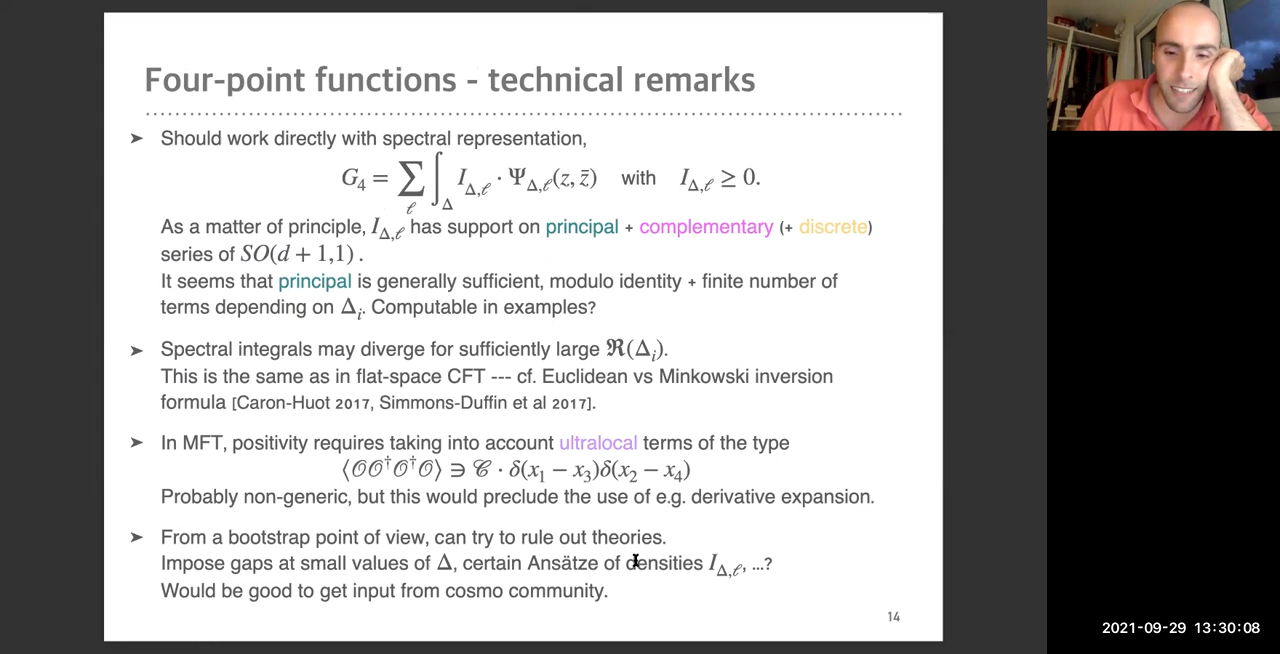 Four-point functions - technical remarks
➤ Should work directly with spectral representation,
G₄ = ∑_ℓ ∫_Δ I_{Δ,ℓ} · Ψ_{Δ,ℓ}(z, z̄) with I_{Δ,ℓ} ≥ 0.
As a matter of principle, I_{Δ,ℓ} has support on principal + complementary (+ discrete)
series of SO(d + 1,1).
It seems that principal is generally sufficient, modulo identity + finite number of
terms depending on Δᵢ. Computable in examples?
➤ Spectral integrals may diverge for sufficiently large ℜ(Δᵢ).
This is the same as in flat-space CFT --- cf. Euclidean vs Minkowski inversion
formula [Caron-Huot 2017, Simmons-Duffin et al 2017].
➤ In MFT, positivity requires taking into account ultralocal terms of the type
⟨𝒪𝒪†𝒪†𝒪⟩ ∋ 𝒞 · δ(x₁ − x₃)δ(x₂ − x₄)
Probably non-generic, but this would preclude the use of e.g. derivative expansion.
➤ From a bootstrap point of view, can try to rule out theories.
Impose gaps at small values of Δ, certain Ansätze of densities I_{Δ,ℓ}, ...?
Would be good to get input from cosmo community.
14
2021-09-29 13:30:08